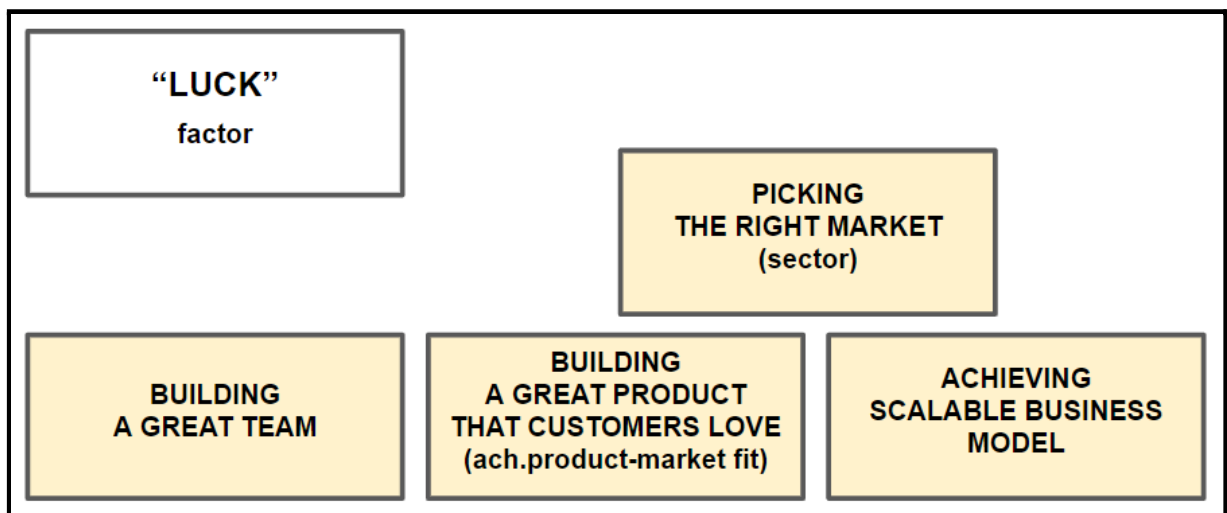 “LUCK”
factor
PICKING
THE RIGHT MARKET
(sector)
BUILDING
A GREAT TEAM
BUILDING
A GREAT PRODUCT
THAT CUSTOMERS LOVE
(ach.product-market fit)
ACHIEVING
SCALABLE BUSINESS
MODEL